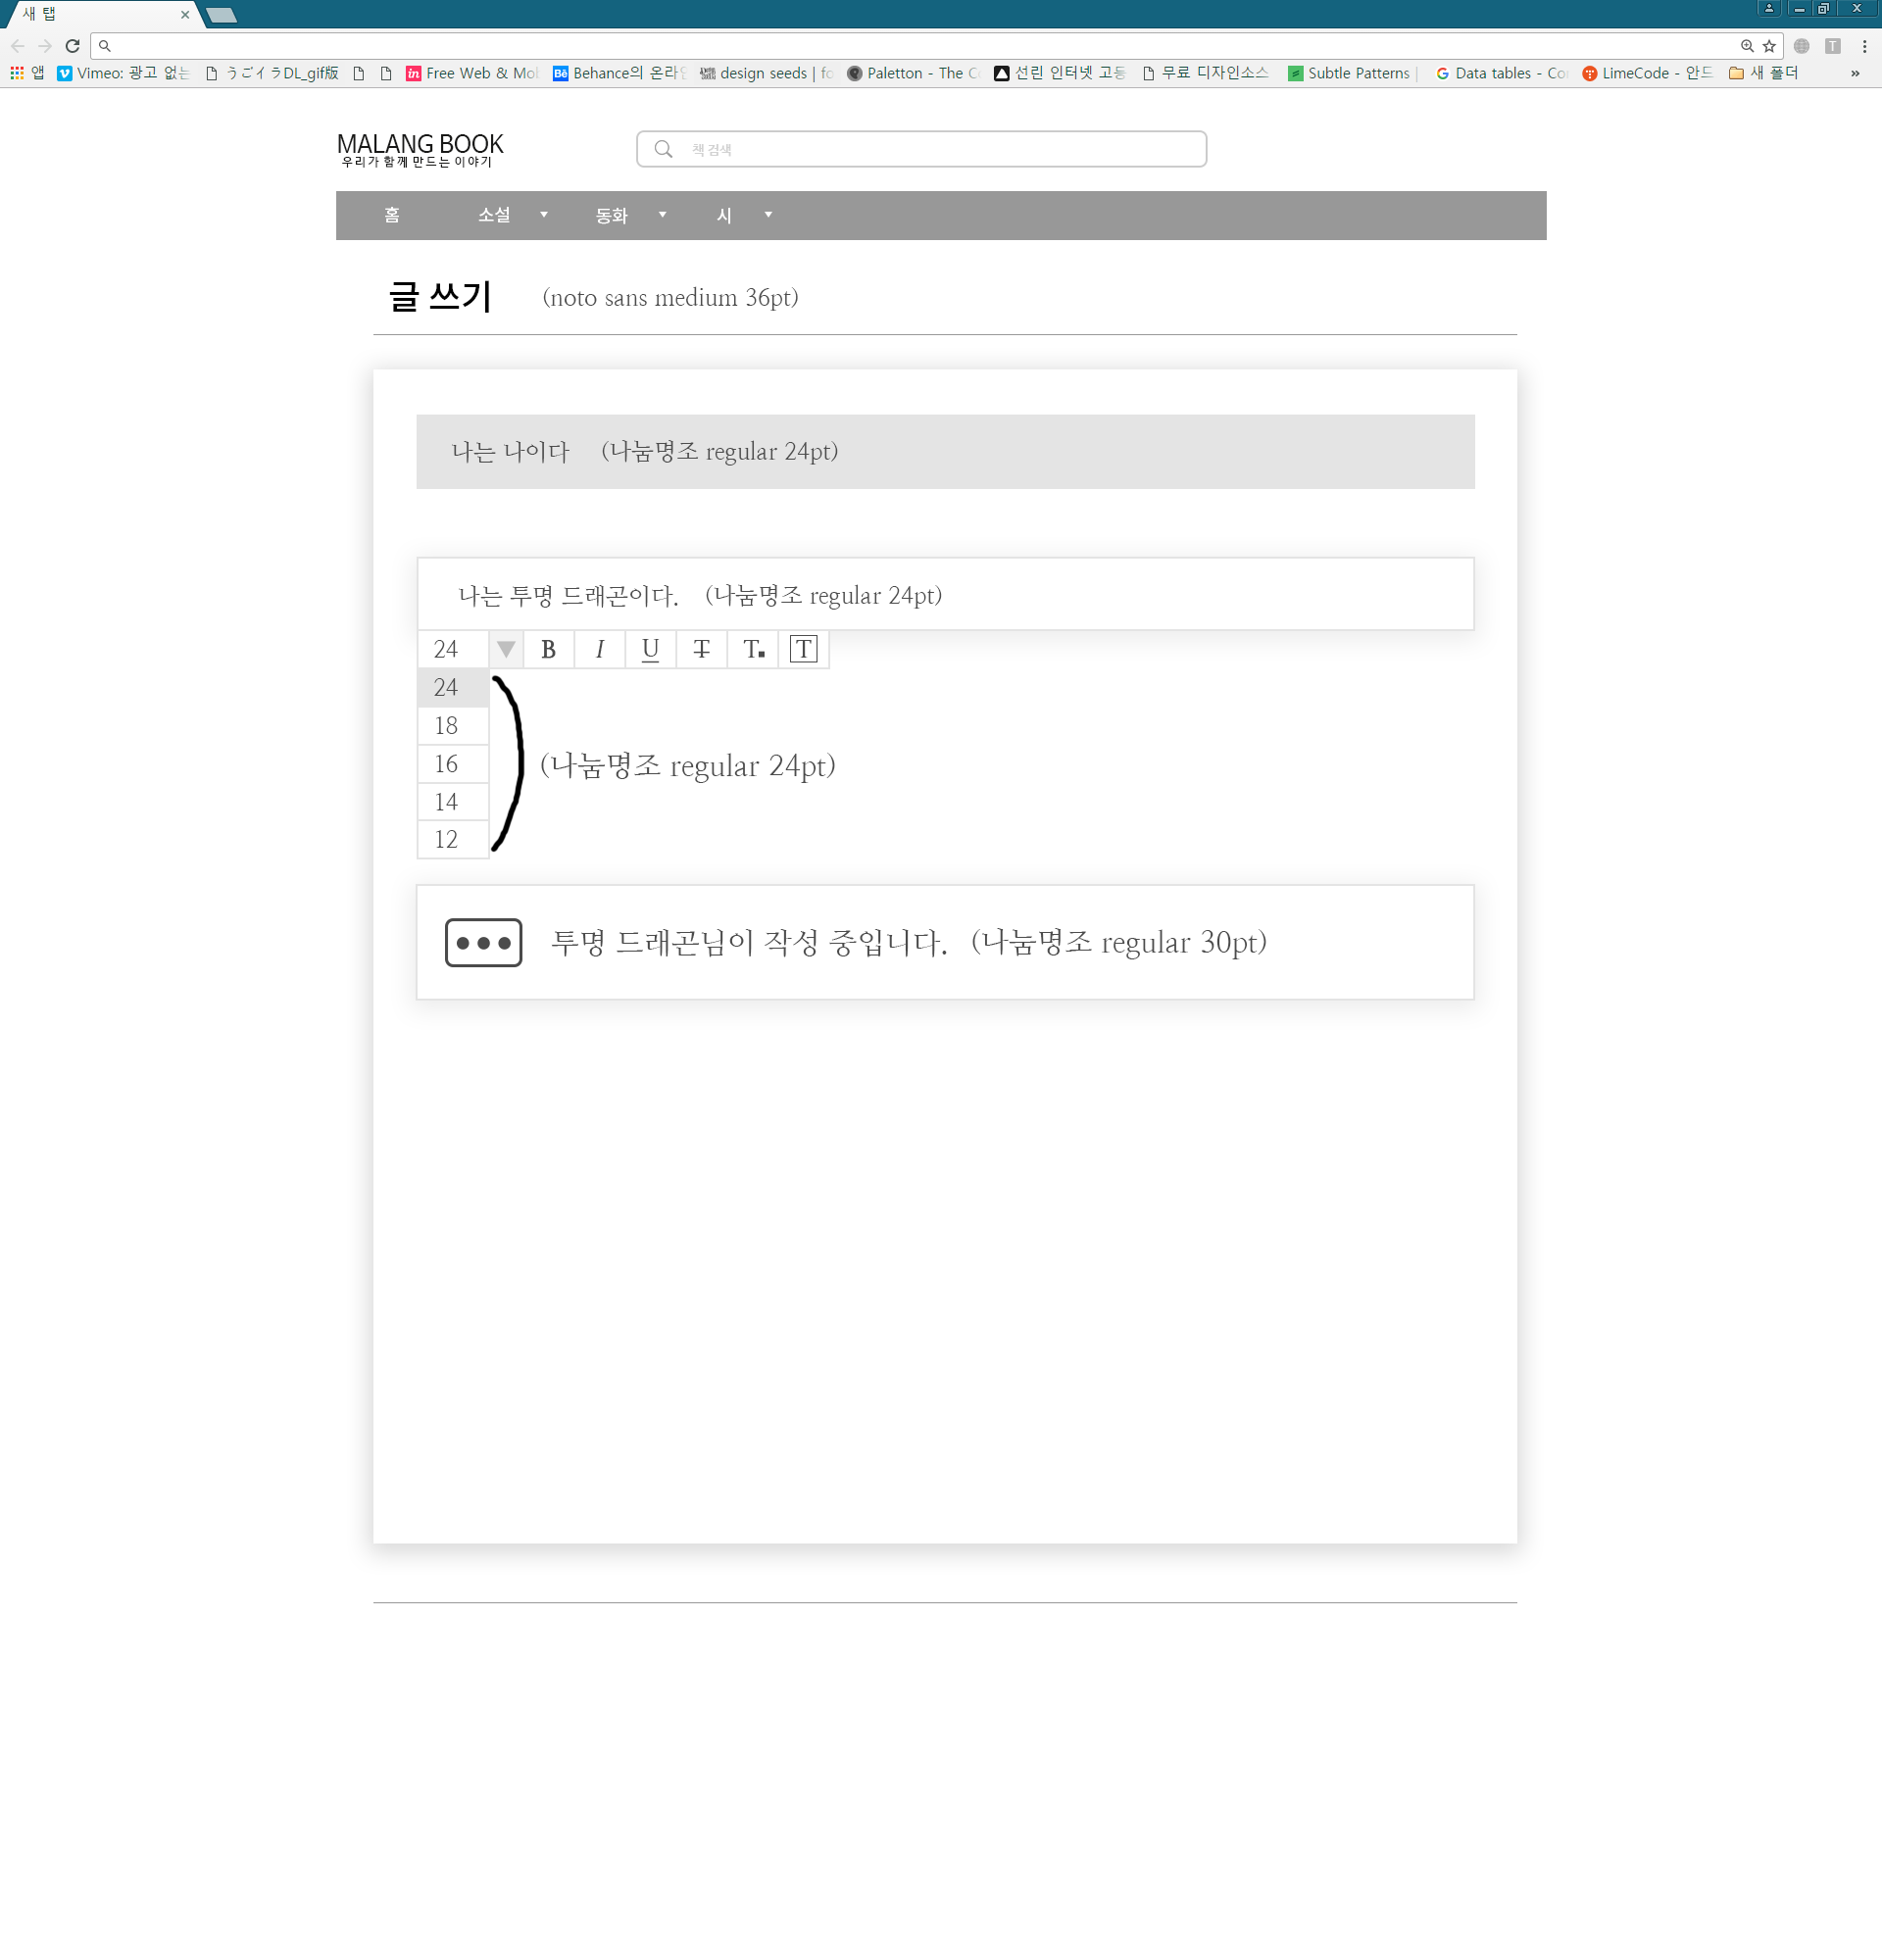 새 탭
앱 Vimeo: 광고 없는 うごイラDL_gif版 Free Web & Mob Behance의 온라인 design seeds | fo Paletton - The Co 선린 인터넷 고등 무료 디자인소스 Subtle Patterns | Data tables - Co LimeCode - 안드 새 폴더 »
MALANG BOOK
우리가 함께 만드는 이야기
책 검색
홈 소설 동화 시
글 쓰기 (noto sans medium 36pt)
나는 나이다 (나눔명조 regular 24pt)
나는 투명 드래곤이다. (나눔명조 regular 24pt)
24 B I U T T. T
24
18
16
(나눔명조 regular 24pt)
14
12
투명 드래곤님이 작성 중입니다. (나눔명조 regular 30pt)